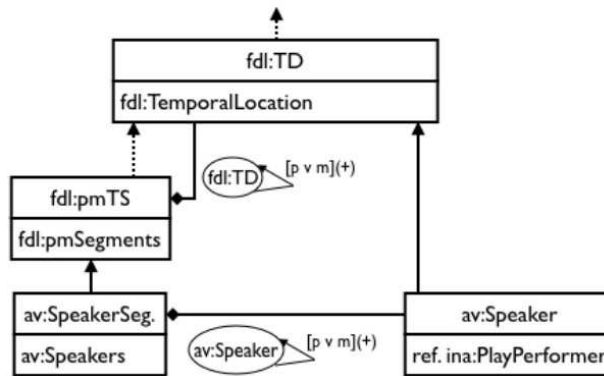 fdl:TD
fdl:TemporalLocation
[p v m](+)
fdl:TD
fdl:pmTS
fdl:pmSegments
av:SpeakerSeg.
av:Speaker
[p v m](+)
av:Speakers
av:Speaker
ref. ina:PlayPerformer